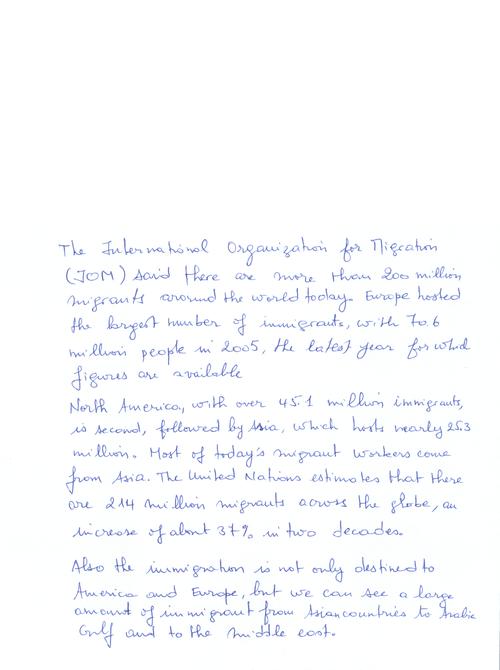 The International Organization for Migration
(IOM) said there are more than 200 million
migrants around the world today. Europe hosted
the largest number of immigrants, with 70.6
million people in 2005, the latest year for which
figures are available
North America, with over 45.1 million immigrants,
is second, followed by Asia, which hosts nearly 25.3
million. Most of today's migrant workers come
from Asia. The United Nations estimates that there
are 214 million migrants across the globe, an
increase of about 37% in two decades.
Also the immigration is not only destined to
America and Europe, but we can see a large
amount of immigrant from Asian countries to Arabic
Gulf and to the middle east.